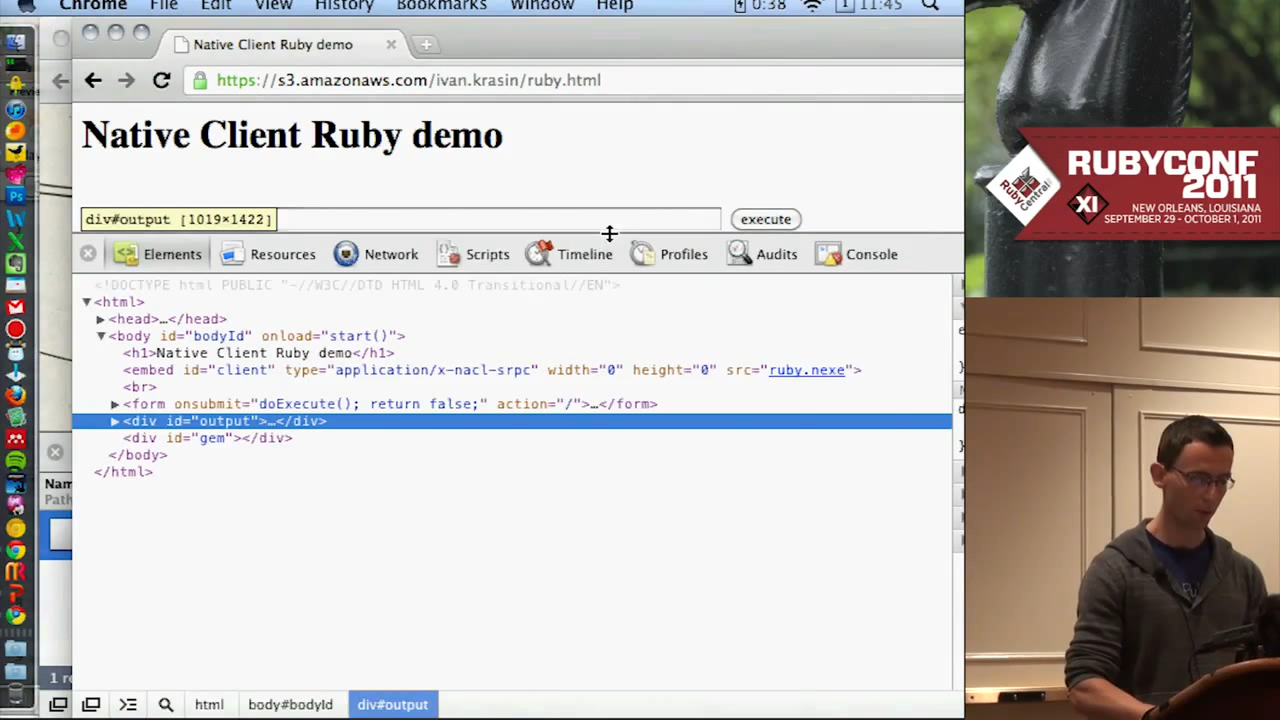 Chrome File Edit View History Bookmarks Window Help 0:38 11:45
Native Client Ruby demo
https://s3.amazonaws.com/ivan.krasin/ruby.html
Native Client Ruby demo
div#output [1019×1422]
execute
Elements Resources Network Scripts Timeline Profiles Audits Console
<!DOCTYPE html PUBLIC "-//W3C//DTD HTML 4.0 Transitional//EN">
▼<html>
▶<head>…</head>
▼<body id="bodyId" onload="start()">
<h1>Native Client Ruby demo</h1>
<embed id="client" type="application/x-nacl-srpc" width="0" height="0" src="ruby.nexe">
<br>
▶<form onsubmit="doExecute(); return false;" action="/">…</form>
▶<div id="output">…</div>
<div id="gem"></div>
</body>
</html>
Nam
Path
html body#bodyId div#output
RubyCentral
XI
RUBYCONF
2011
NEW ORLEANS, LOUISIANA
SEPTEMBER 29 - OCTOBER 1, 2011